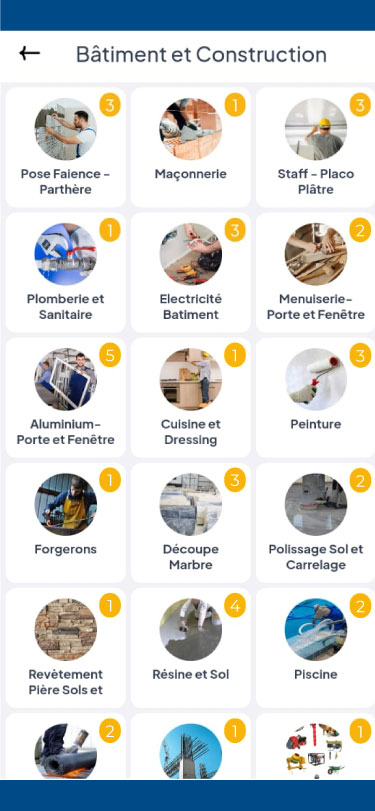 Bâtiment et Construction
3
1
3
Pose Faience -
Parthère
Maçonnerie
Staff - Placo
Plâtre
1
3
2
Plomberie et
Sanitaire
Electricité
Batiment
Menuiserie-
Porte et Fenêtre
5
1
3
Aluminium-
Porte et Fenêtre
Cuisine et
Dressing
Peinture
1
3
2
Forgerons
Découpe
Marbre
Polissage Sol et
Carrelage
1
4
2
Revètement
Pière Sols et
Résine et Sol
Piscine
2
1
1